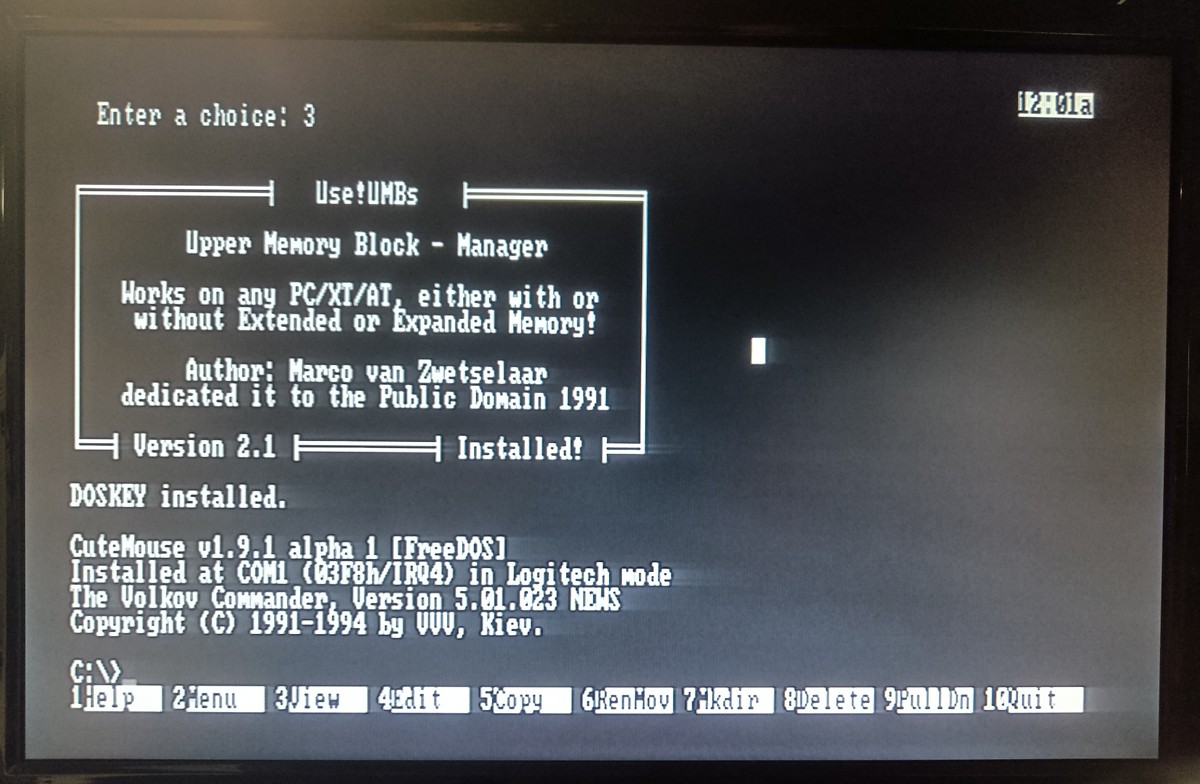 Enter a choice: 3
12:01a
Use!UMBs
Upper Memory Block - Manager
Works on any PC/XT/AT, either with or
without Extended or Expanded Memory!
Author: Marco van Zwetselaar
dedicated it to the Public Domain 1991
Version 2.1 Installed!
DOSKEY installed.
CuteMouse v1.9.1 alpha 1 [FreeDOS]
Installed at COM1 (03F8h/IRQ4) in Logitech mode
The Volkov Commander, Version 5.01.023 NEWS
Copyright (C) 1991-1994 by VVV, Kiev.
C:\>
1Help 2Menu 3View 4Edit 5Copy 6RenMov 7Mkdir 8Delete 9PullDn 10Quit